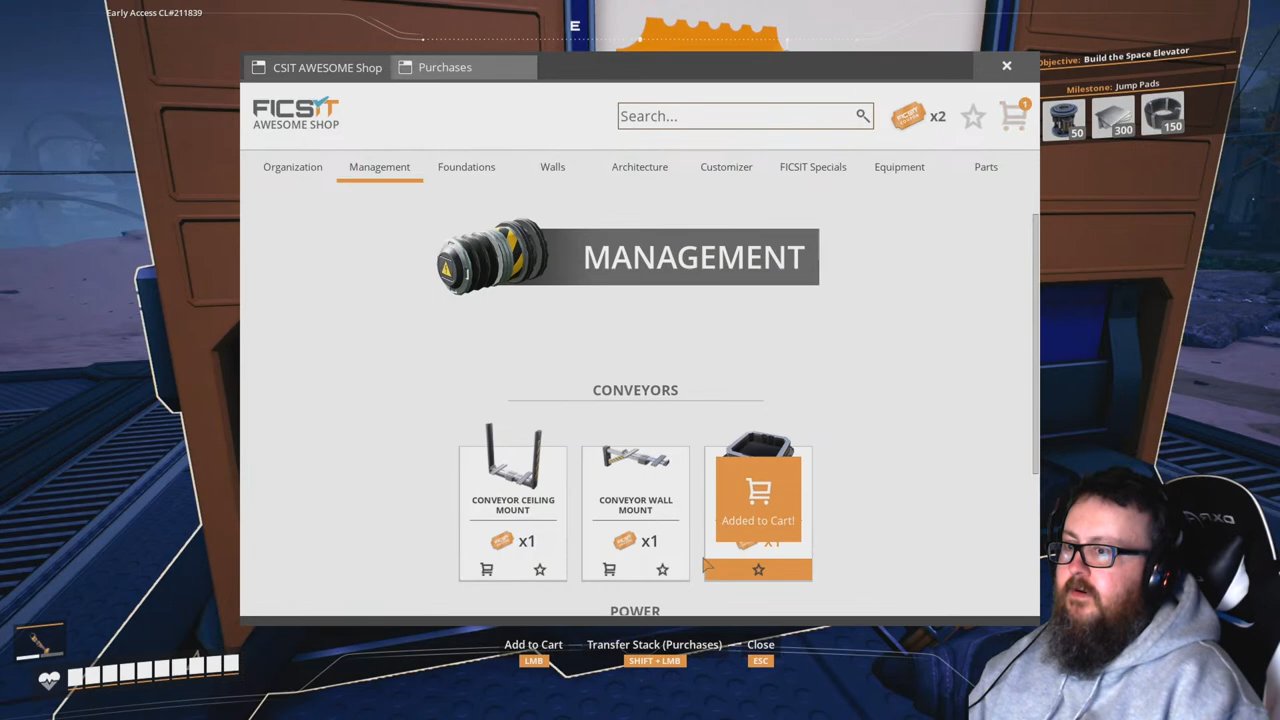 Early Access CL#211839
E
CSIT AWESOME Shop
Purchases
Objective: Build the Space Elevator
Milestone: Jump Pads
50
300
150
FICSIT
AWESOME SHOP
Search...
x2
1
Organization
Management
Foundations
Walls
Architecture
Customizer
FICSIT Specials
Equipment
Parts
MANAGEMENT
CONVEYORS
CONVEYOR CEILING
MOUNT
x1
CONVEYOR WALL
MOUNT
x1
Added to Cart!
x1
POWER
Add to Cart
LMB
Transfer Stack (Purchases)
SHIFT + LMB
Close
ESC